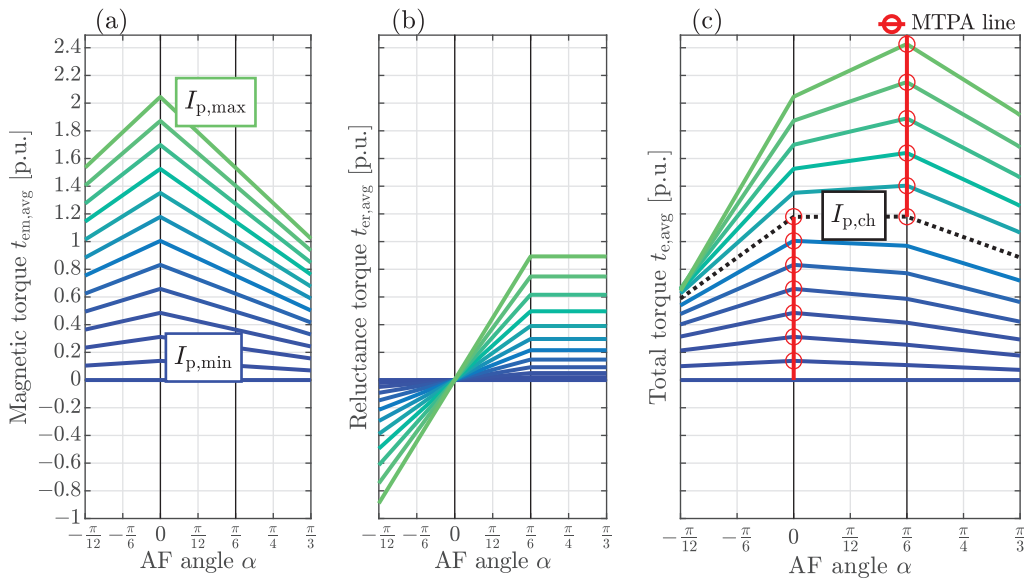 (a)
(b)
(c)
MTPA line
Magnetic torque t_em,avg [p.u.]
2.4
2.2
2
1.8
1.6
1.4
1.2
1
0.8
0.6
0.4
0.2
0
−0.2
−0.4
−0.6
−0.8
−1
I_p,max
I_p,min
−π/12 −π/6 0 π/12 π/6 π/4 π/3
AF angle α
Reluctance torque t_er,avg [p.u.]
−π/12 −π/6 0 π/12 π/6 π/4 π/3
AF angle α
Total torque t_e,avg [p.u.]
I_p,ch
−π/12 0 π/12 π/6 π/4 π/3
AF angle α